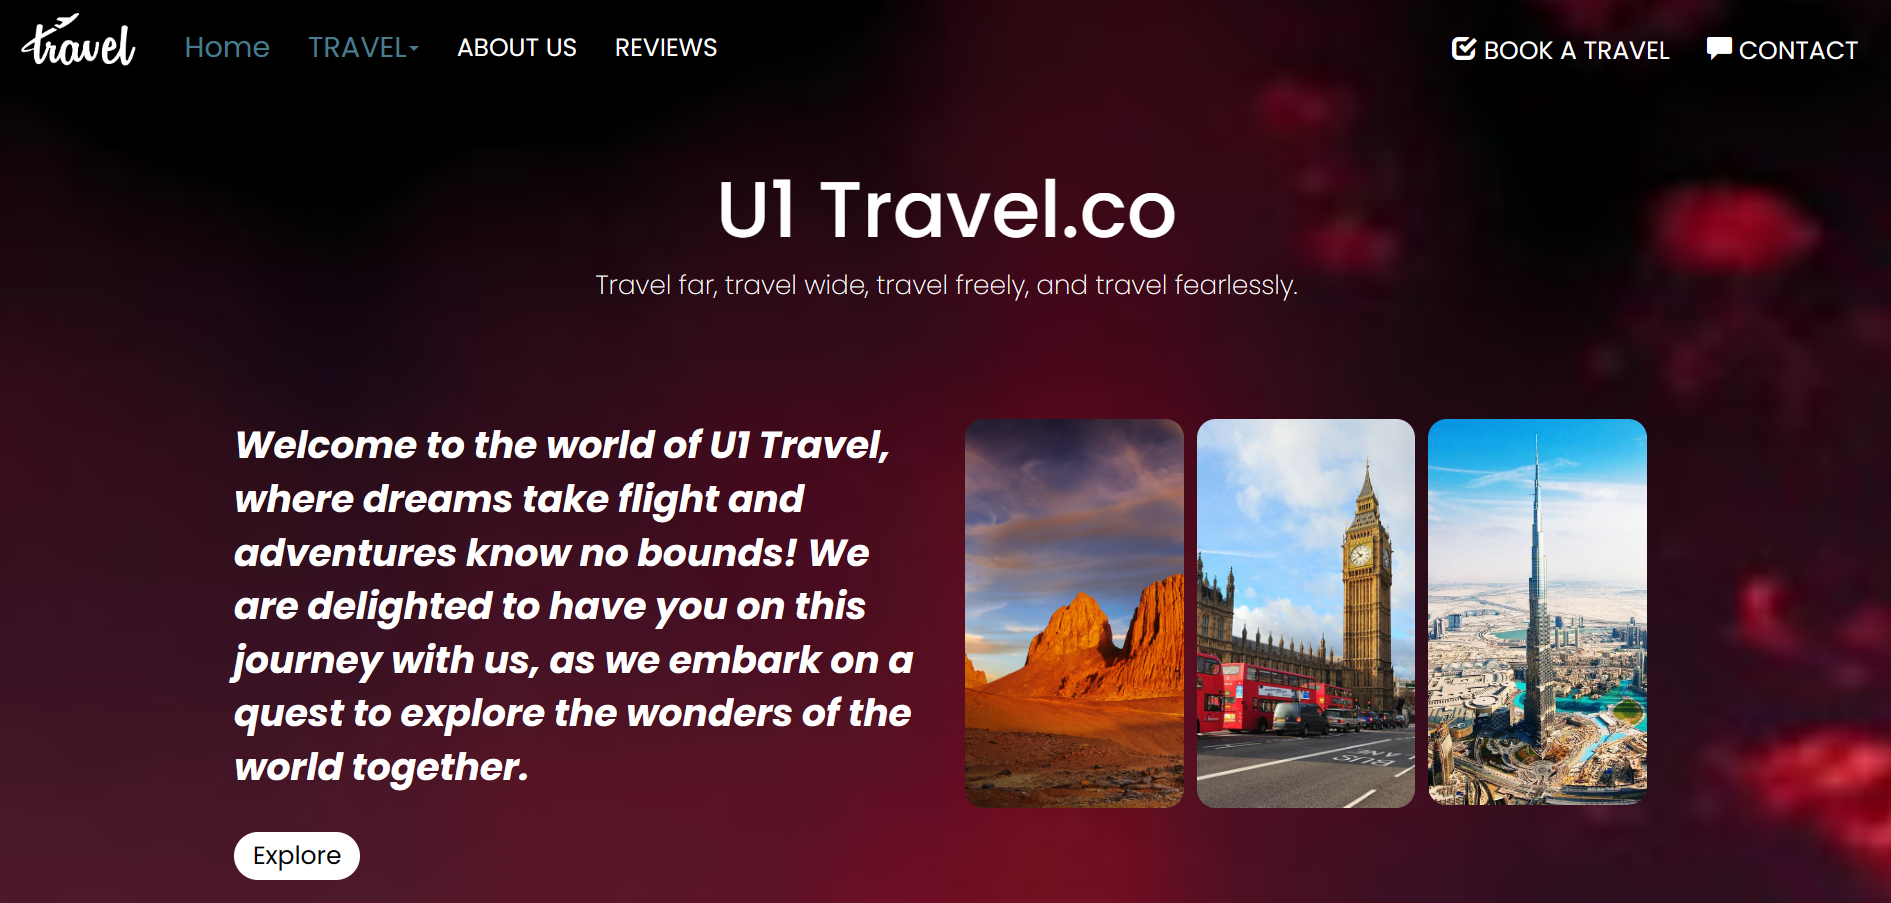 travel
Home
TRAVEL
ABOUT US
REVIEWS
BOOK A TRAVEL
CONTACT
U1 Travel.co
Travel far, travel wide, travel freely, and travel fearlessly.
Welcome to the world of U1 Travel,
where dreams take flight and
adventures know no bounds! We
are delighted to have you on this
journey with us, as we embark on a
quest to explore the wonders of the
world together.
Explore